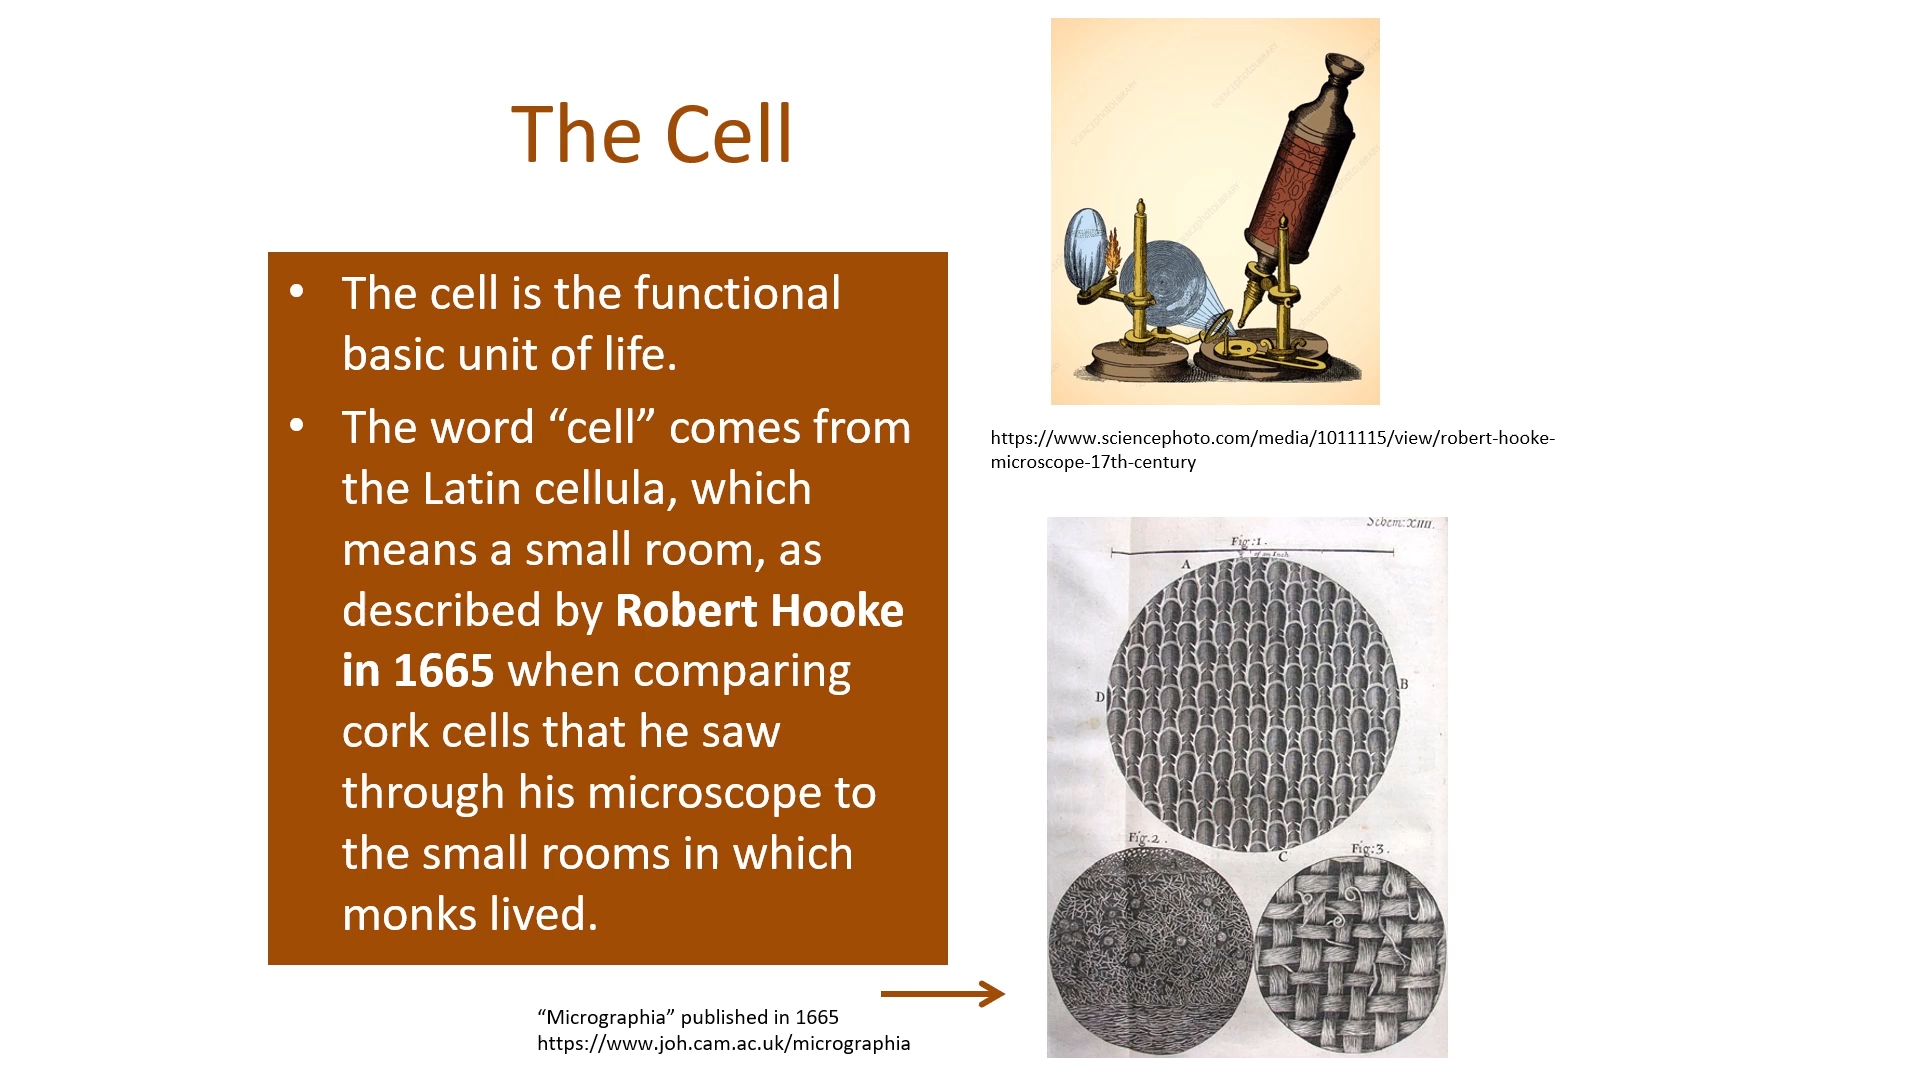 The Cell
• The cell is the functional
basic unit of life.
• The word “cell” comes from
the Latin cellula, which
means a small room, as
described by Robert Hooke
in 1665 when comparing
cork cells that he saw
through his microscope to
the small rooms in which
monks lived.
“Micrographia” published in 1665
https://www.joh.cam.ac.uk/micrographia
SCIENCEPHOTOLIBRARY
https://www.sciencephoto.com/media/1011115/view/robert-hooke-
microscope-17th-century
Schem: XIIII.
Fig:1.
of an Inch
A
B
D
C
Fig.2.
Fig:3.